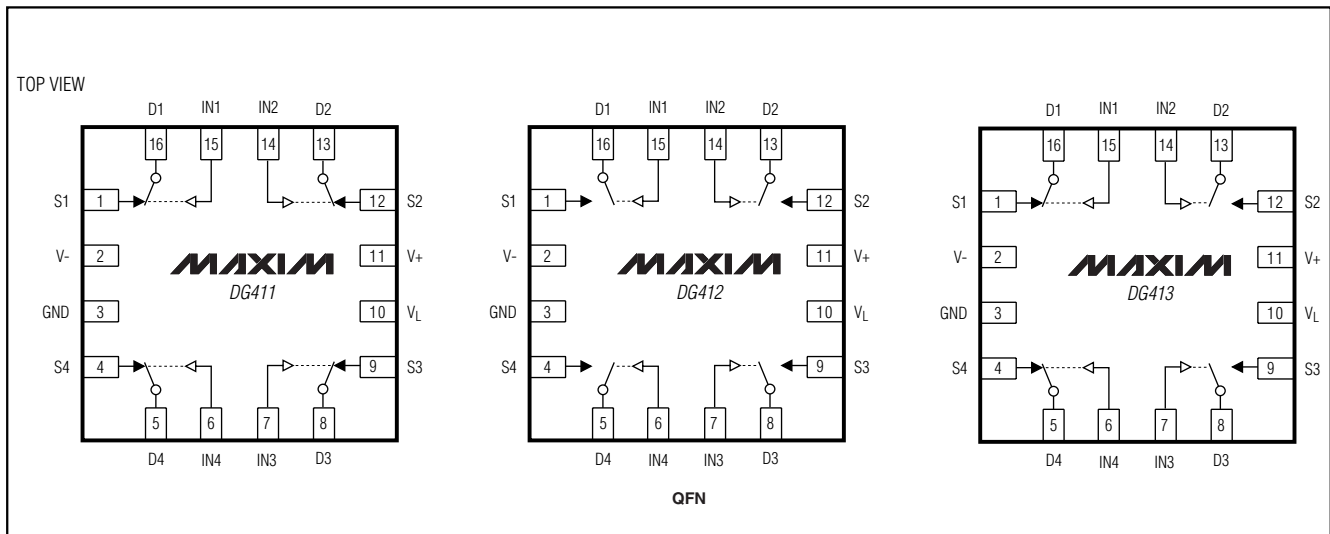 TOP VIEW
D1 IN1 IN2 D2
16 15 14 13
S1 1 12 S2
V- 2 11 V+
MAXIM
DG411
GND 3 10 VL
S4 4 9 S3
5 6 7 8
D4 IN4 IN3 D3
D1 IN1 IN2 D2
16 15 14 13
S1 1 12 S2
V- 2 11 V+
MAXIM
DG412
GND 3 10 VL
S4 4 9 S3
5 6 7 8
D4 IN4 IN3 D3
D1 IN1 IN2 D2
16 15 14 13
S1 1 12 S2
V- 2 11 V+
MAXIM
DG413
GND 3 10 VL
S4 4 9 S3
5 6 7 8
D4 IN4 IN3 D3
QFN